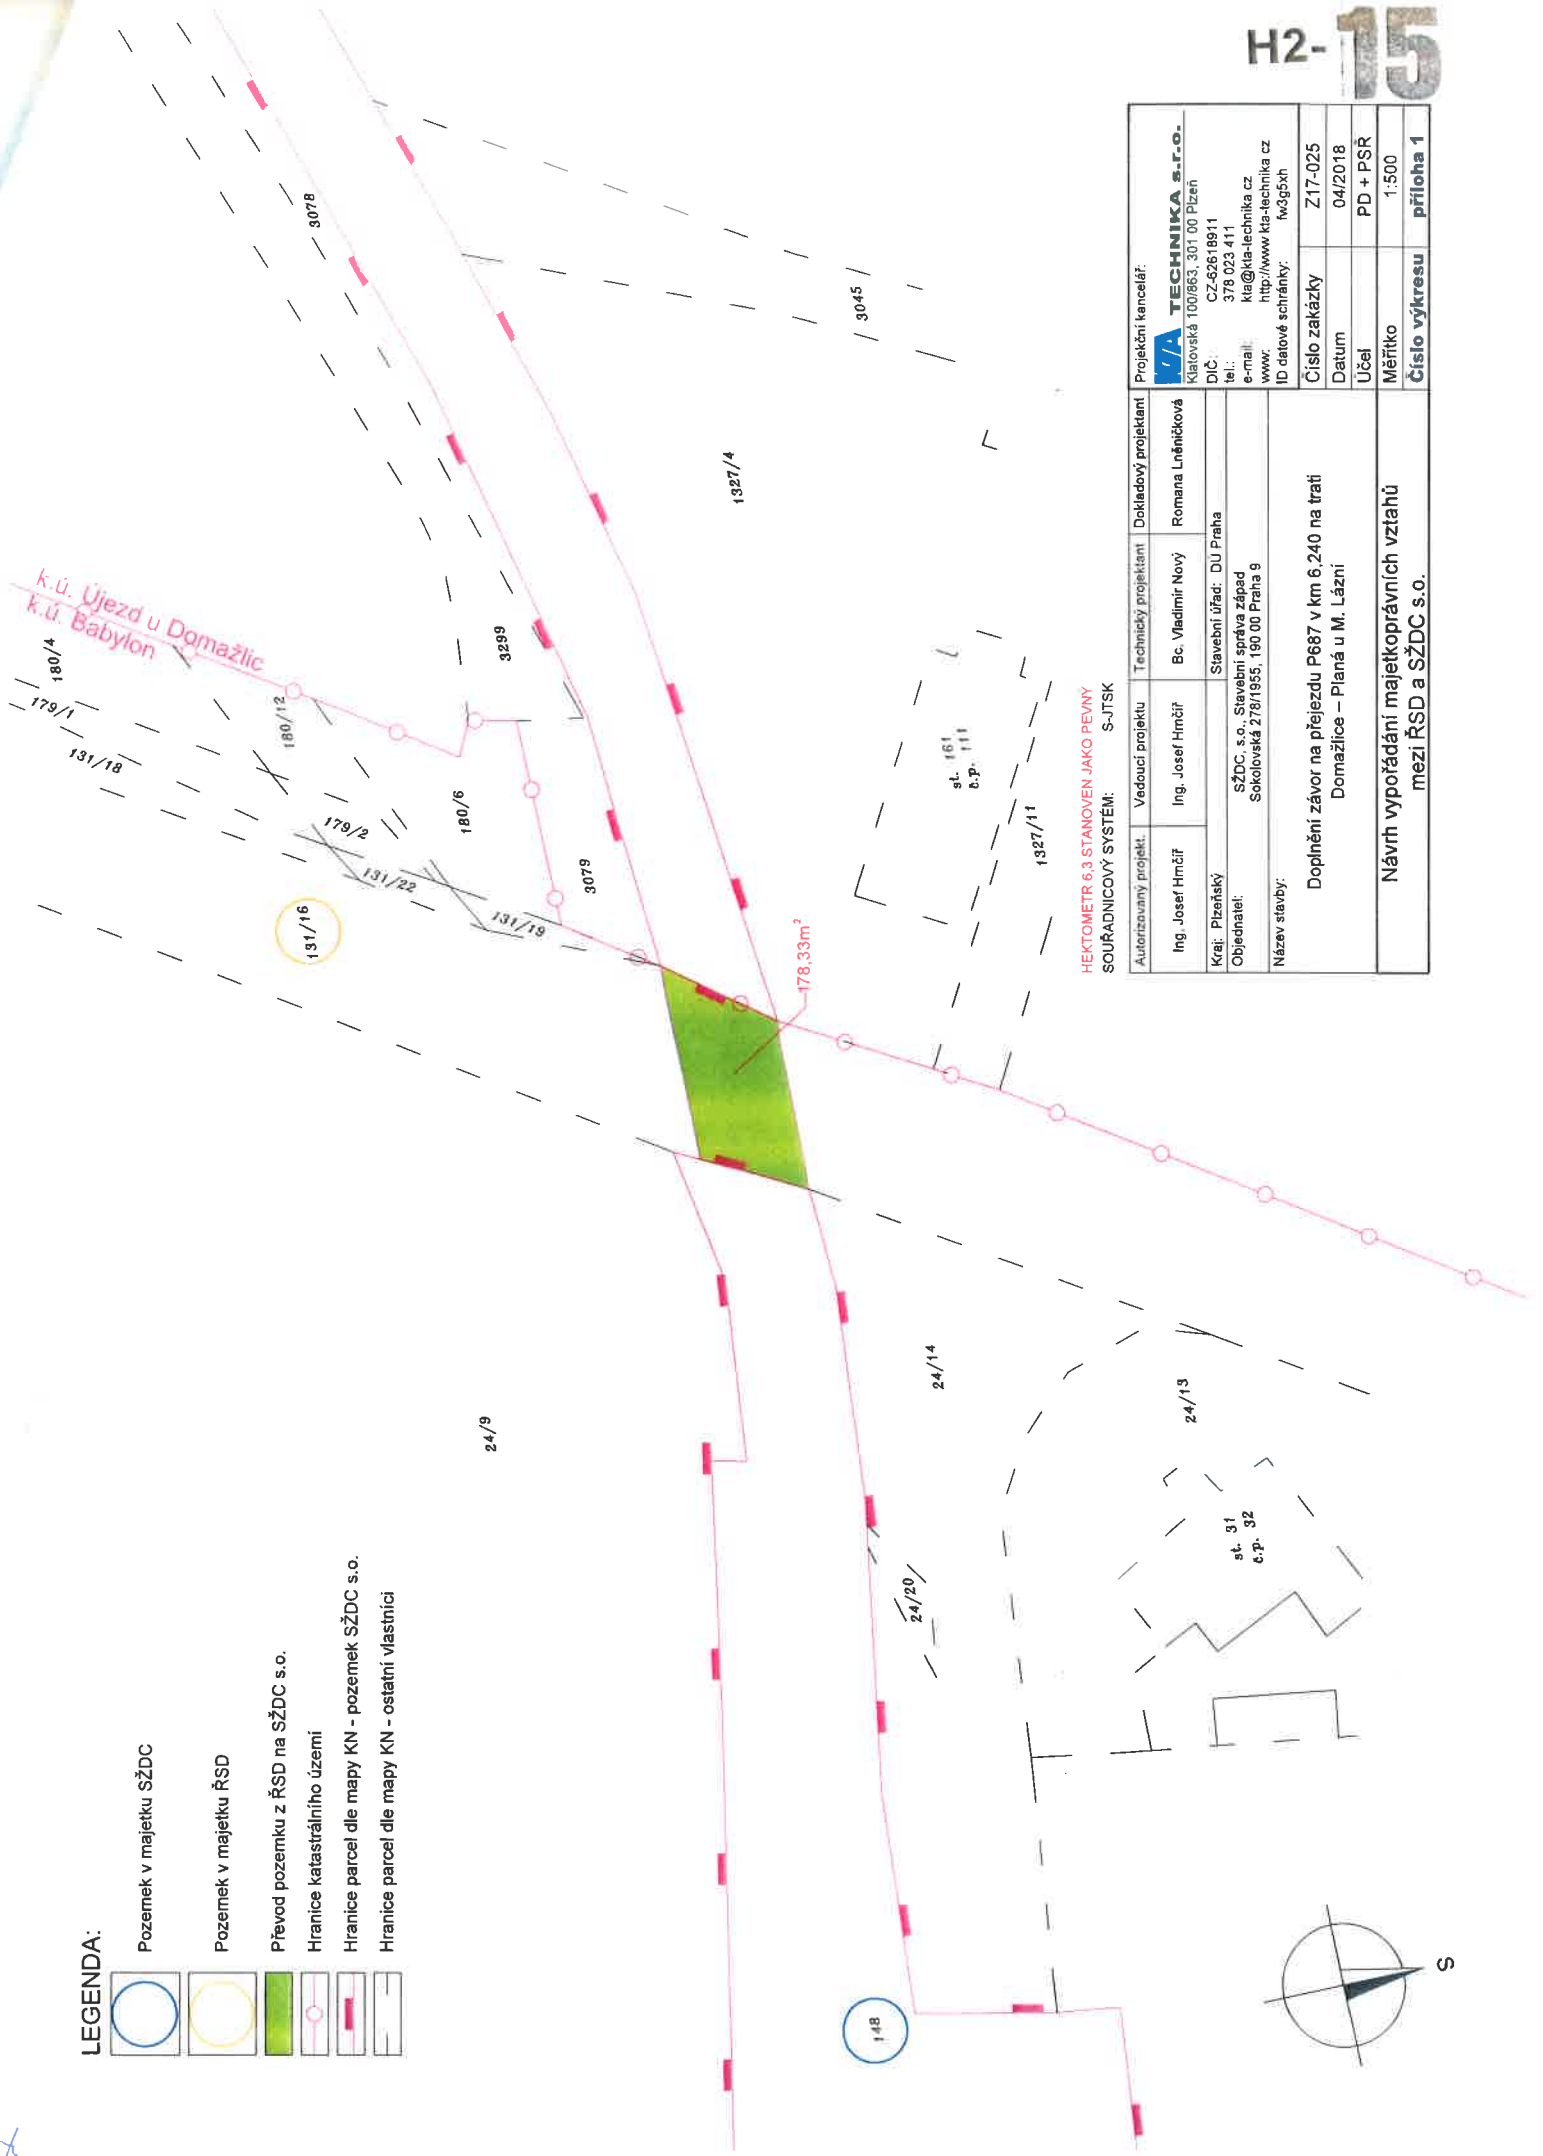 H2-15
LEGENDA:
Pozemek v majetku SŽDC
Pozemek v majetku ŘSD
Převod pozemku z ŘSD na SŽDC s.o.
Hranice katastrálního území
Hranice parcel dle mapy KN - pozemek SŽDC s.o.
Hranice parcel dle mapy KN - ostatní vlastníci
k.ú. Újezd u Domažlic
k.ú. Babylon
180/4
179/1
131/18
180/12
179/2
131/22
180/6
131/19
131/16
3079
3299
3078
3045
1327/4
1327/11
st. 161
č.p. 111
178,33m²
24/9
24/14
24/13
24/20
st. 31
č.p. 32
148
S
HEKTOMETR 6,3 STANOVEN JAKO PEVNÝ
SOUŘADNICOVÝ SYSTÉM: S-JTSK
Autorizovaný projekt. Vedoucí projektu Technický projektant Dokladový projektant
Ing. Josef Hrnčíř Ing. Josef Hrnčíř Bc. Vladimír Nový Romana Lněničková
Kraj: Plzeňský Stavební úřad: DÚ Praha
Objednatel: SŽDC, s.o., Stavební správa západ
Sokolovská 278/1955, 190 00 Praha 9
Název stavby:
Doplnění závor na přejezdu P687 v km 6,240 na trati
Domažlice – Planá u M. Lázní
Návrh vypořádání majetkoprávních vztahů
mezi ŘSD a SŽDC s.o.
Projekční kancelář:
TECHNIKA s.r.o.
Klatovská 100/863, 301 00 Plzeň
DIČ: CZ-62618911
tel.: 378 023 411
e-mail: kta@kta-technika cz
www: http://www kta-technika cz
ID datové schránky: fw3g5xh
Číslo zakázky Z17-025
Datum 04/2018
Účel PD + PSŘ
Měřítko 1:500
Číslo výkresu příloha 1